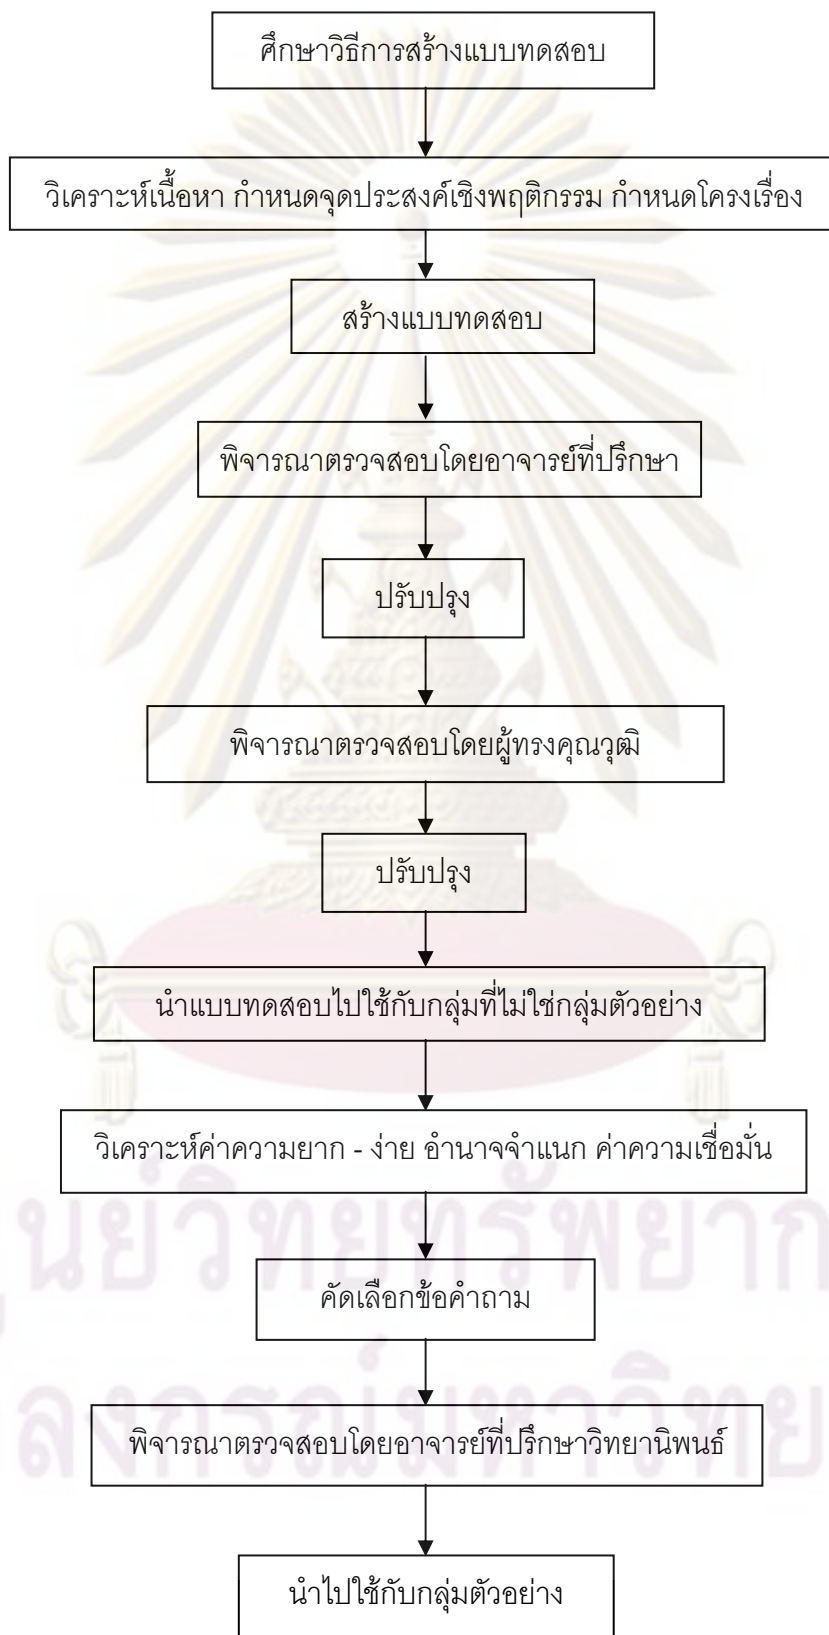 ศึกษาวิธีการสร้างแบบทดสอบ
วิเคราะห์เนื้อหา กำหนดจุดประสงค์เชิงพฤติกรรม กำหนดโครงเรื่อง
สร้างแบบทดสอบ
พิจารณาตรวจสอบโดยอาจารย์ที่ปรึกษา
ปรับปรุง
พิจารณาตรวจสอบโดยผู้ทรงคุณวุฒิ
ปรับปรุง
นำแบบทดสอบไปใช้กับกลุ่มที่ไม่ใช่กลุ่มตัวอย่าง
วิเคราะห์ค่าความยาก - ง่าย อำนาจจำแนก ค่าความเชื่อมั่น
คัดเลือกข้อคำถาม
พิจารณาตรวจสอบโดยอาจารย์ที่ปรึกษาวิทยานิพนธ์
นำไปใช้กับกลุ่มตัวอย่าง